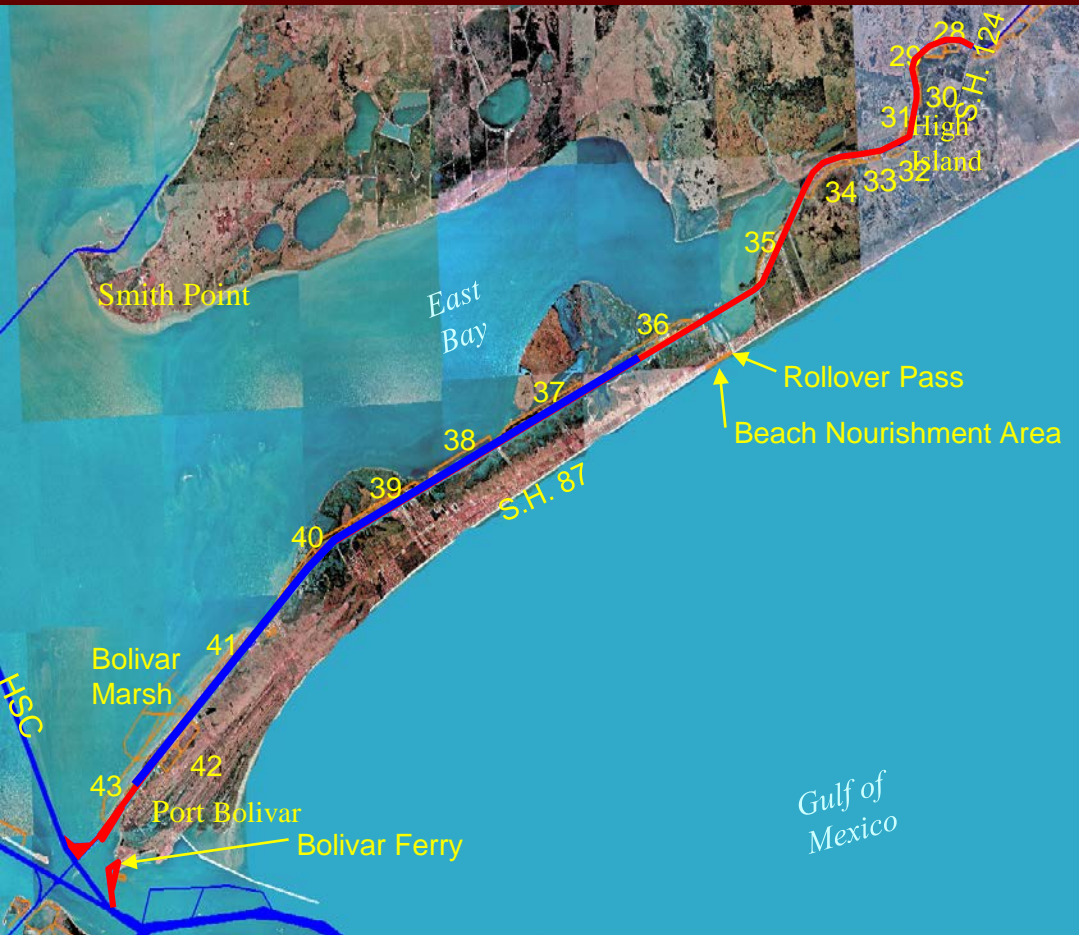 28
29
S.H. 124
30
31
High
Island
32
33
34
35
Smith Point
East
Bay
36
Rollover Pass
37
Beach Nourishment Area
38
39
S.H. 87
40
41
Bolivar
Marsh
HSC
42
43
Port Bolivar
Gulf of
Mexico
Bolivar Ferry